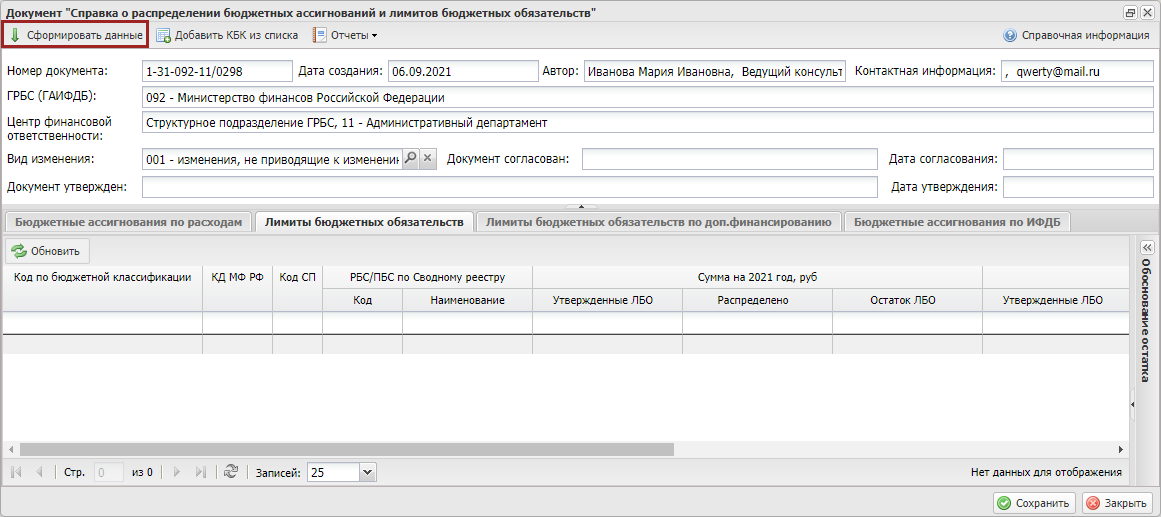 Документ "Справка о распределении бюджетных ассигнований и лимитов бюджетных обязательств"
Сформировать данные Добавить КБК из списка Отчеты Справочная информация
Номер документа: 1-31-092-11/0298 Дата создания: 06.09.2021 Автор: Иванова Мария Ивановна, Ведущий консульт Контактная информация: , qwerty@mail.ru
ГРБС (ГАИФДБ): 092 - Министерство финансов Российской Федерации
Центр финансовой ответственности: Структурное подразделение ГРБС, 11 - Административный департамент
Вид изменения: 001 - изменения, не приводящие к изменению Документ согласован: Дата согласования:
Документ утвержден: Дата утверждения:
Бюджетные ассигнования по расходам Лимиты бюджетных обязательств Лимиты бюджетных обязательств по доп.финансированию Бюджетные ассигнования по ИФДБ
Обновить
Код по бюджетной классификации КД МФ РФ Код СП РБС/ПБС по Сводному реестру Сумма на 2021 год, руб
Код Наименование Утвержденные ЛБО Распределено Остаток ЛБО Утвержденные ЛБО
Обоснование остатка
Стр. 0 из 0 Записей: 25 Нет данных для отображения
Сохранить Закрыть